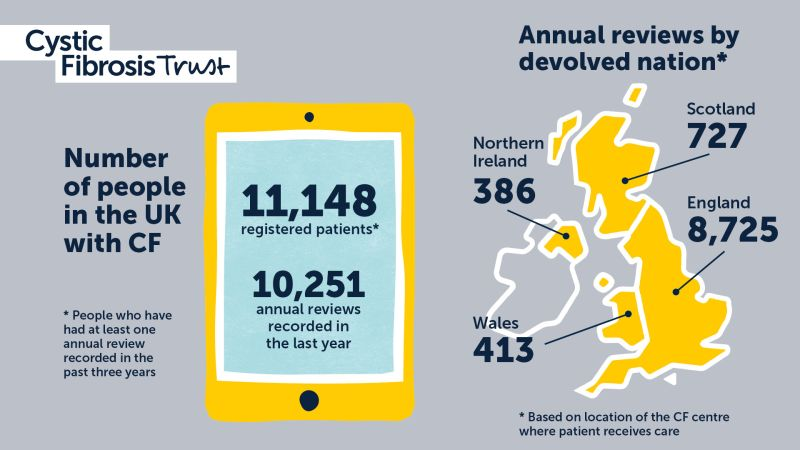 Cystic
Fibrosis Trust
Number
of people
in the UK
with CF
* People who have
had at least one
annual review
recorded in the
past three years
11,148
registered patients*
10,251
annual reviews
recorded in
the last year
Annual reviews by
devolved nation*
Scotland
727
Northern
Ireland
386
England
8,725
Wales
413
* Based on location of the CF centre
where patient receives care